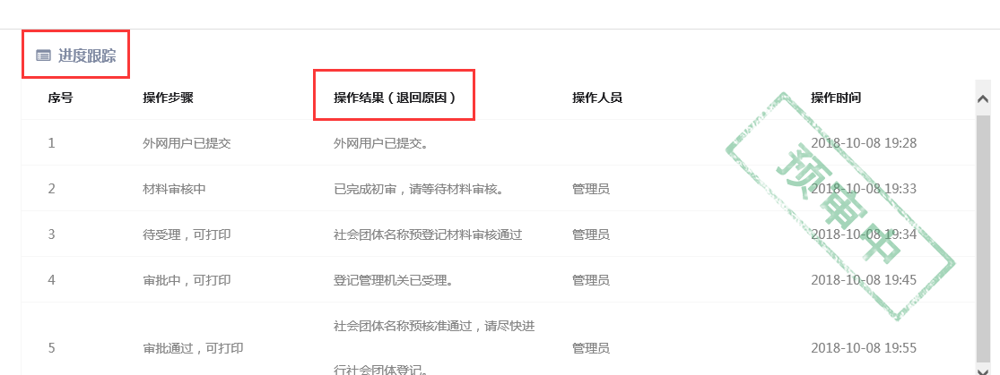 进度跟踪
序号 操作步骤 操作结果（退回原因） 操作人员 操作时间
1 外网用户已提交 外网用户已提交。 2018-10-08 19:28
2 材料审核中 已完成初审，请等待材料审核。 管理员 2018-10-08 19:33
3 待受理，可打印 社会团体名称预登记材料审核通过 管理员 2018-10-08 19:34
4 审批中，可打印 登记管理机关已受理。 管理员 2018-10-08 19:45
社会团体名称预核准通过，请尽快进
5 审批通过，可打印 管理员 2018-10-08 19:55
行社会团体登记。
预审中